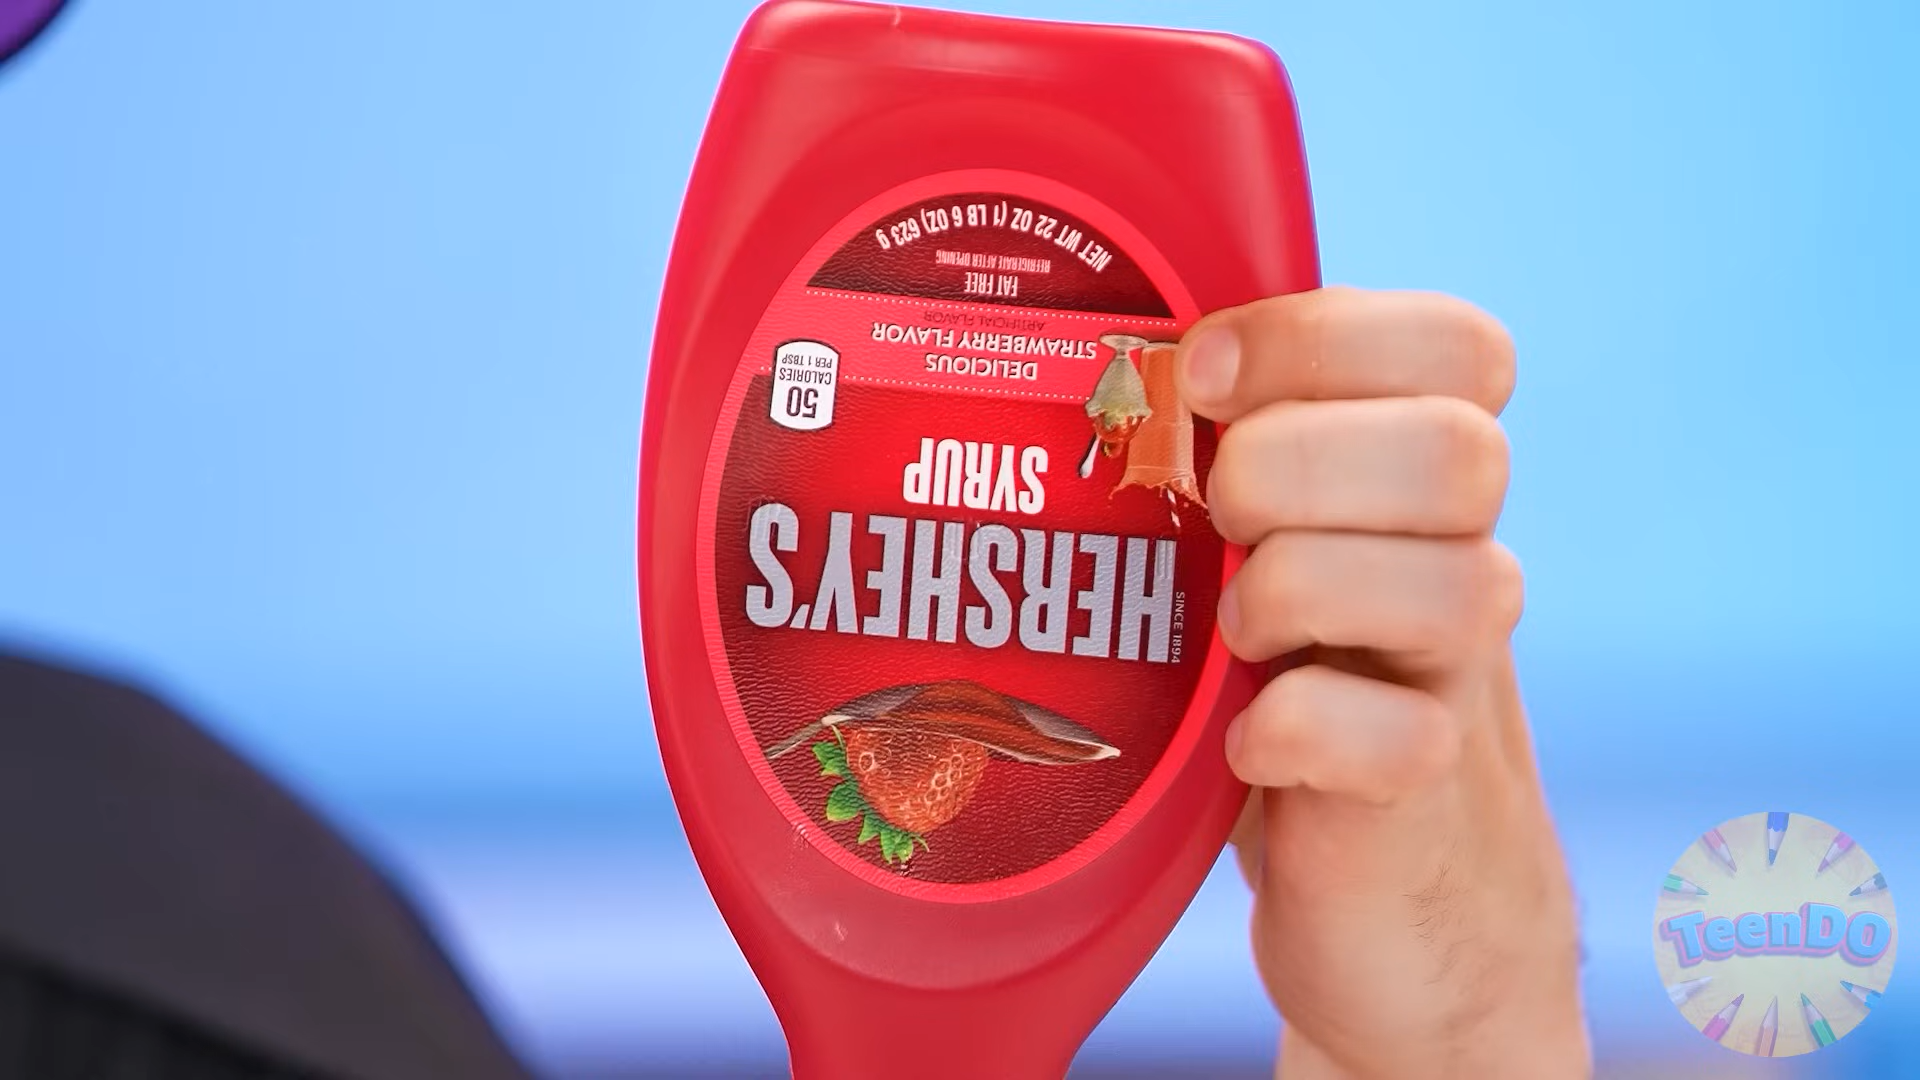 SINCE 1894
HERSHEY'S
SYRUP
50
CALORIES
PER 1 TBSP
DELICIOUS
STRAWBERRY FLAVOR
ARTIFICIAL FLAVOR
FAT FREE
REFRIGERATE AFTER OPENING
NET WT 22 OZ (1 LB 6 OZ) 623 g
TeenDO